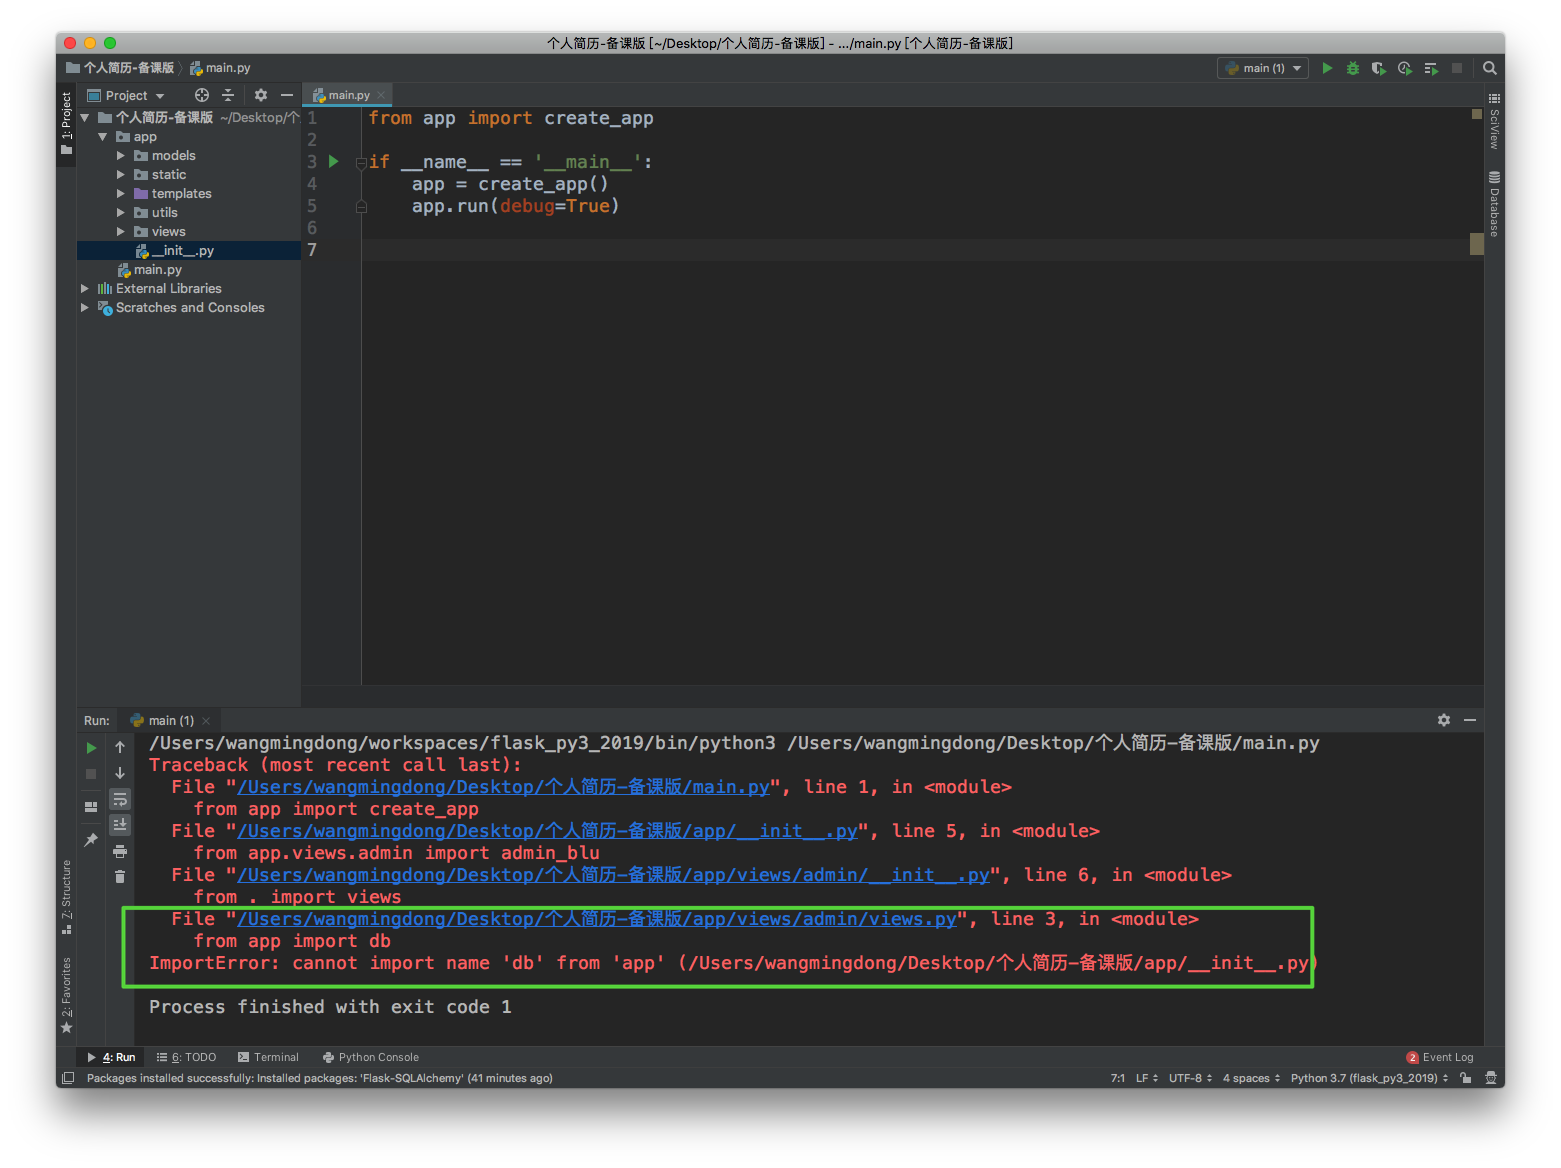 个人简历-备课版 [~/Desktop/个人简历-备课版] - .../main.py [个人简历-备课版]
个人简历-备课版 main.py
main (1)
Project
main.py
1: Project
个人简历-备课版 ~/Desktop/个
app
models
static
templates
utils
views
__init__.py
main.py
External Libraries
Scratches and Consoles
1 from app import create_app
2
3 if __name__ == '__main__':
4 app = create_app()
5 app.run(debug=True)
6
7
SciView
Database
Run: main (1)
/Users/wangmingdong/workspaces/flask_py3_2019/bin/python3 /Users/wangmingdong/Desktop/个人简历-备课版/main.py
Traceback (most recent call last):
File "/Users/wangmingdong/Desktop/个人简历-备课版/main.py", line 1, in <module>
from app import create_app
File "/Users/wangmingdong/Desktop/个人简历-备课版/app/__init__.py", line 5, in <module>
from app.views.admin import admin_blu
File "/Users/wangmingdong/Desktop/个人简历-备课版/app/views/admin/__init__.py", line 6, in <module>
from . import views
File "/Users/wangmingdong/Desktop/个人简历-备课版/app/views/admin/views.py", line 3, in <module>
from app import db
ImportError: cannot import name 'db' from 'app' (/Users/wangmingdong/Desktop/个人简历-备课版/app/__init__.py)
Process finished with exit code 1
7: Structure
2: Favorites
4: Run 6: TODO Terminal Python Console 2 Event Log
Packages installed successfully: Installed packages: 'Flask-SQLAlchemy' (41 minutes ago) 7:1 LF UTF-8 4 spaces Python 3.7 (flask_py3_2019)